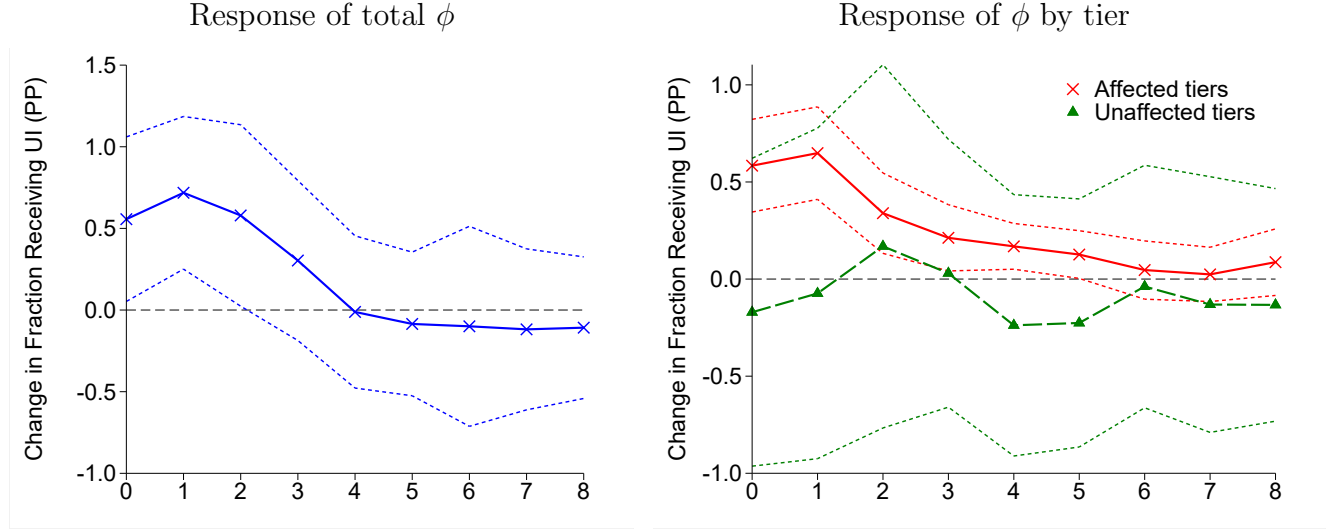 Response of total ϕ
Change in Fraction Receiving UI (PP)
1.5
1.0
0.5
0.0
-0.5
-1.0
0 1 2 3 4 5 6 7 8
Response of ϕ by tier
Change in Fraction Receiving UI (PP)
1.0
0.5
0.0
-0.5
-1.0
0 1 2 3 4 5 6 7 8
Affected tiers
Unaffected tiers